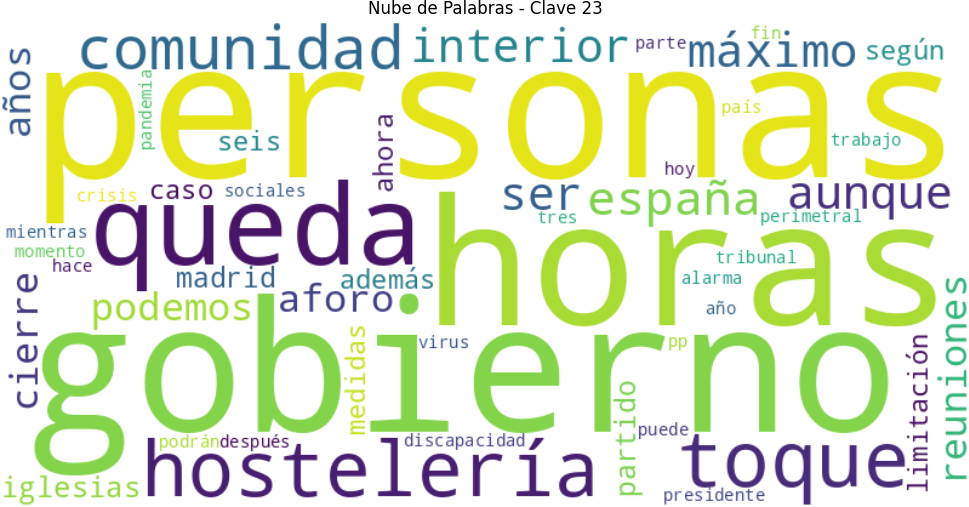 Nube de Palabras - Clave 23
comunidad
interior
parte
máximo
fin
según
años
personas
pandemia
país
seis
ahora
trabajo
hoy
crisis
caso
sociales
queda
ser
españa
aunque
tres
perimetral
mientras
momento
hace
horas
tribunal
madrid
además
alarma
cierre
podemos
aforo
año
reuniones
gobierno
medidas
virus
pp
limitación
partido
puede
podrán
después
discapacidad
hostelería
toque
iglesias
presidente